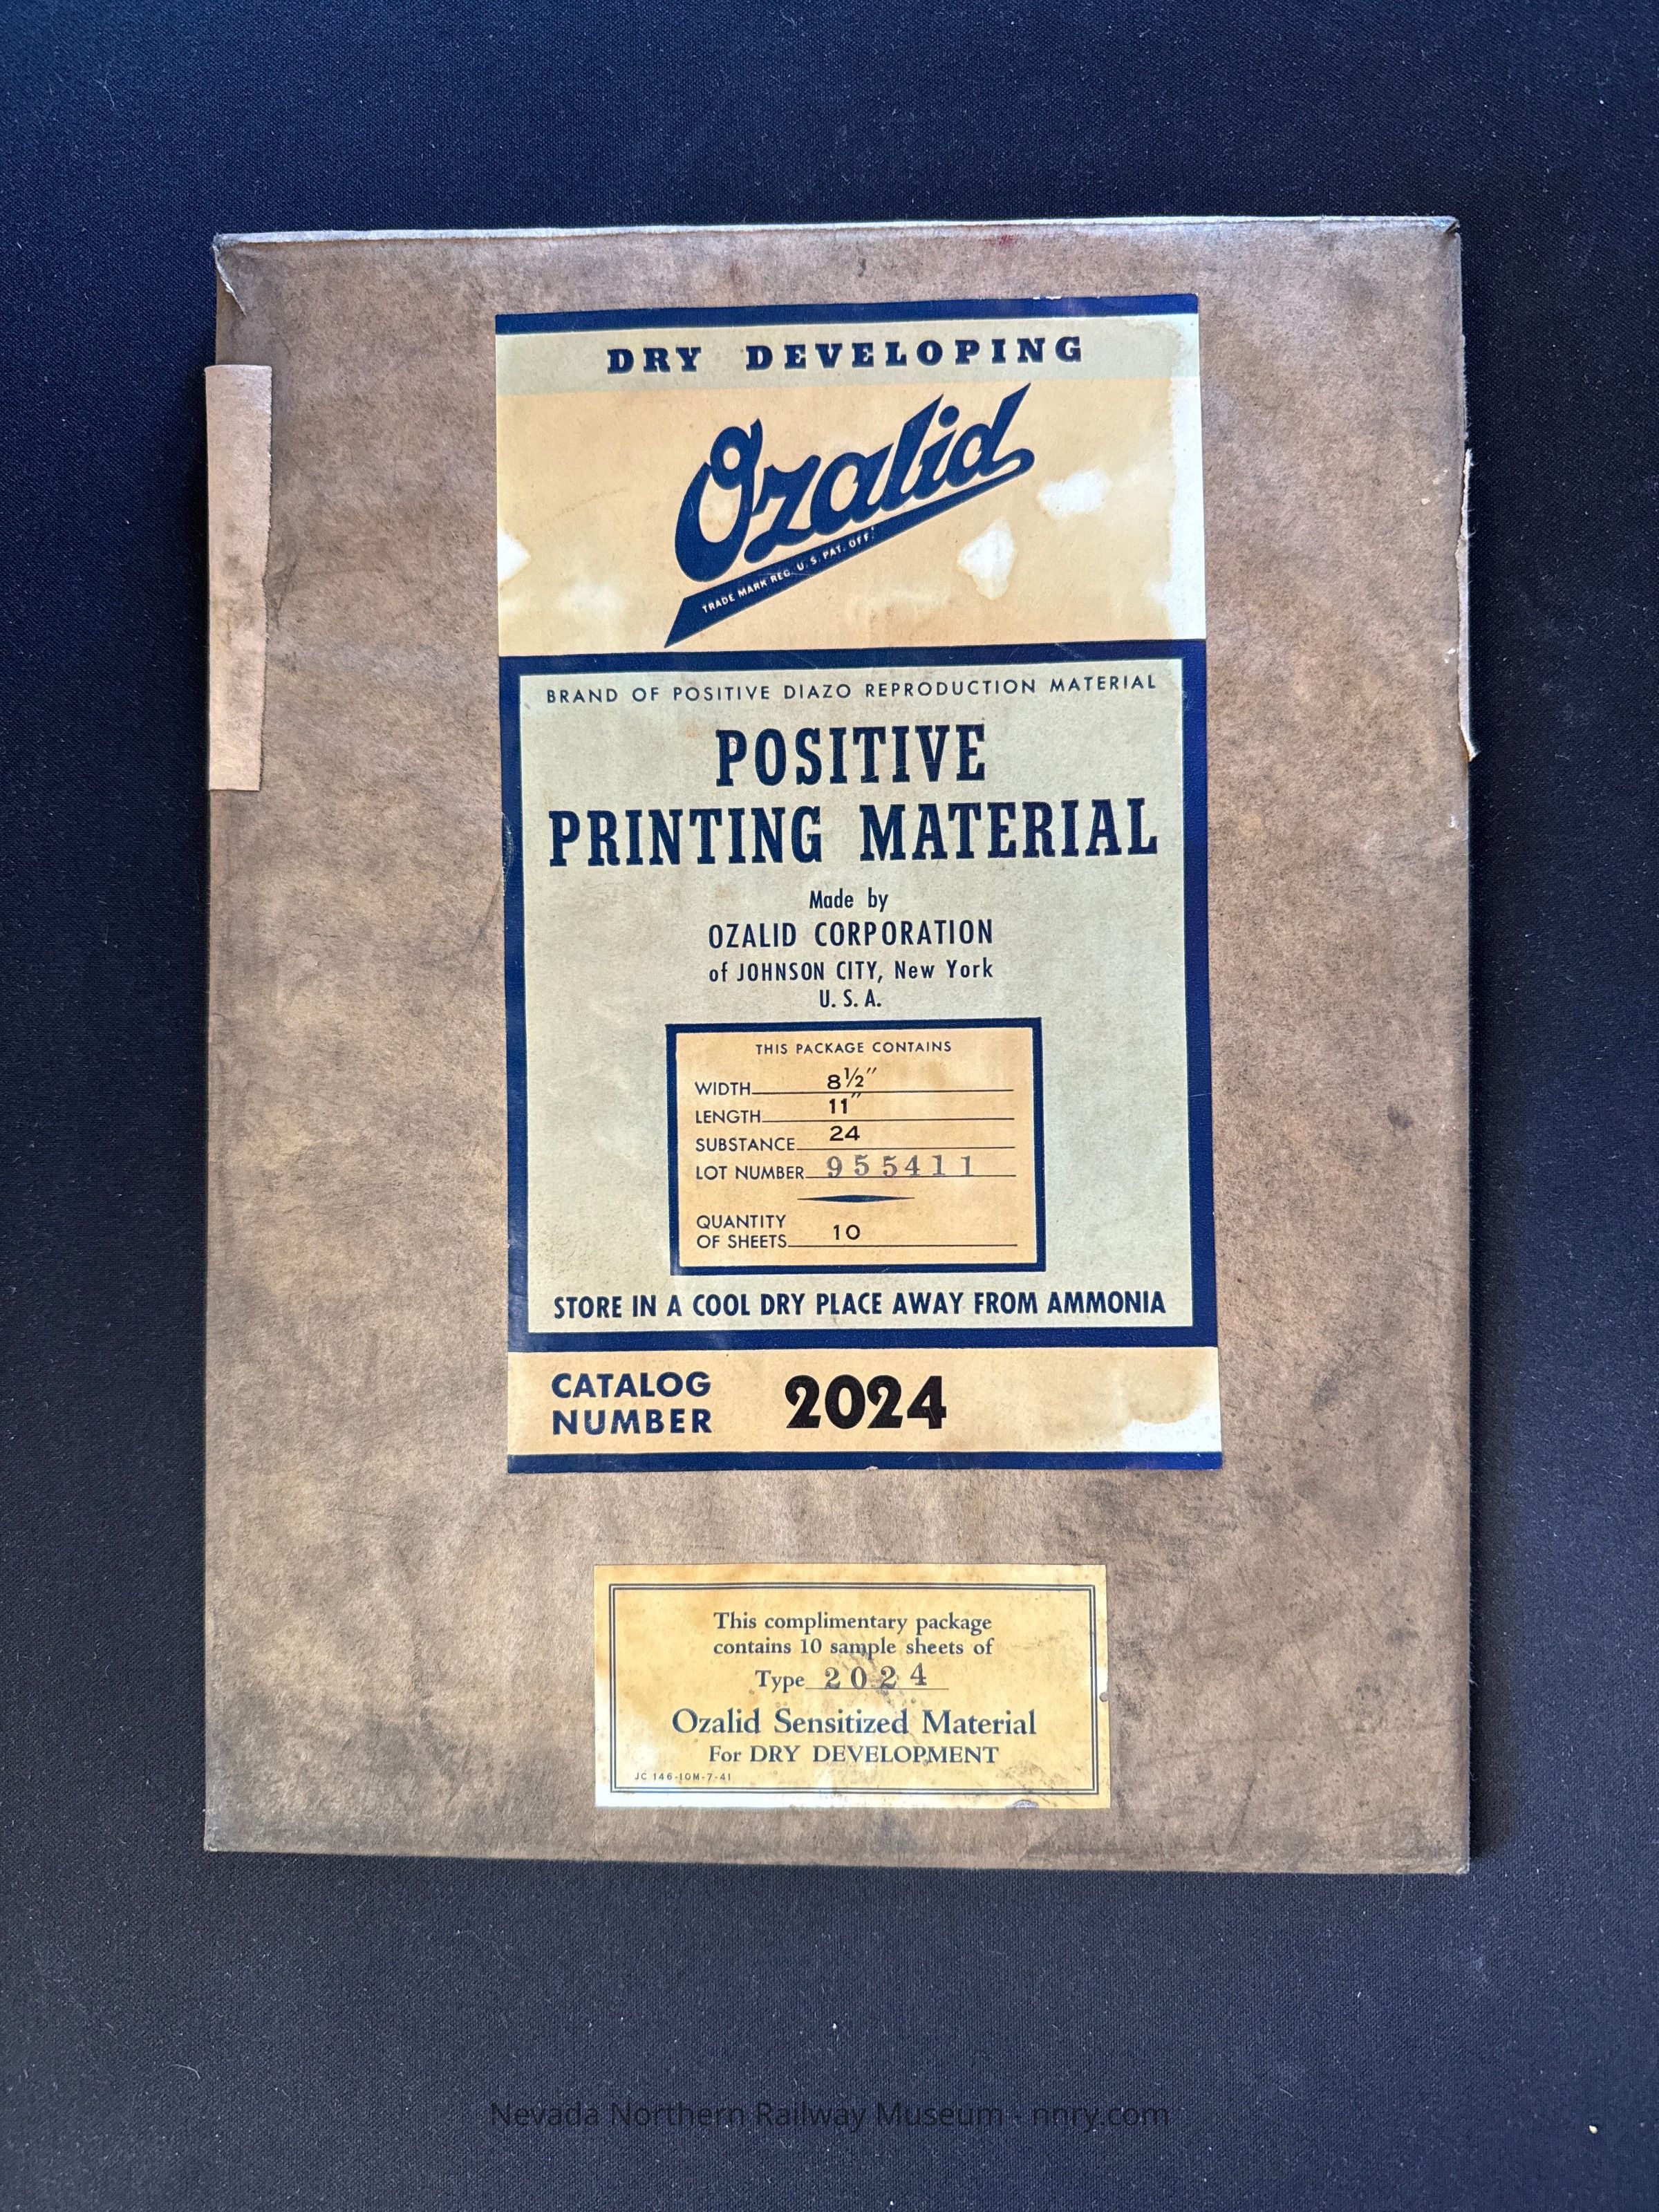 DRY DEVELOPING
Ozalid
TRADE MARK REG. U.S. PAT. OFF.
BRAND OF POSITIVE DIAZO REPRODUCTION MATERIAL
POSITIVE
PRINTING MATERIAL
Made by
OZALID CORPORATION
of JOHNSON CITY, New York
U. S. A.
THIS PACKAGE CONTAINS
WIDTH 8½"
LENGTH 11"
SUBSTANCE 24
LOT NUMBER 955411
QUANTITY
OF SHEETS 10
STORE IN A COOL DRY PLACE AWAY FROM AMMONIA
CATALOG
NUMBER 2024
This complimentary package
contains 10 sample sheets of
Type 2024
Ozalid Sensitized Material
For DRY DEVELOPMENT
JC 146-10M-7-41
Nevada Northern Railway Museum - nnry.com